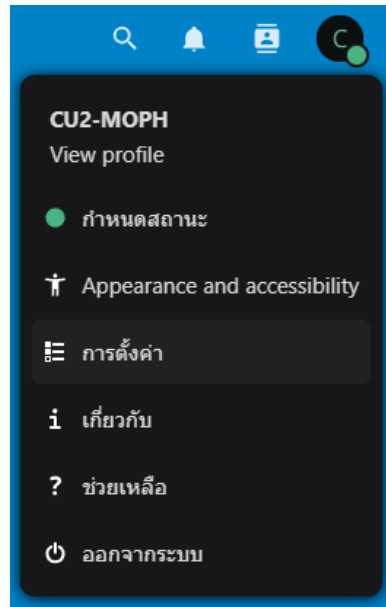 C
CU2-MOPH
View profile
กำหนดสถานะ
Appearance and accessibility
การตั้งค่า
เกี่ยวกับ
ช่วยเหลือ
ออกจากระบบ